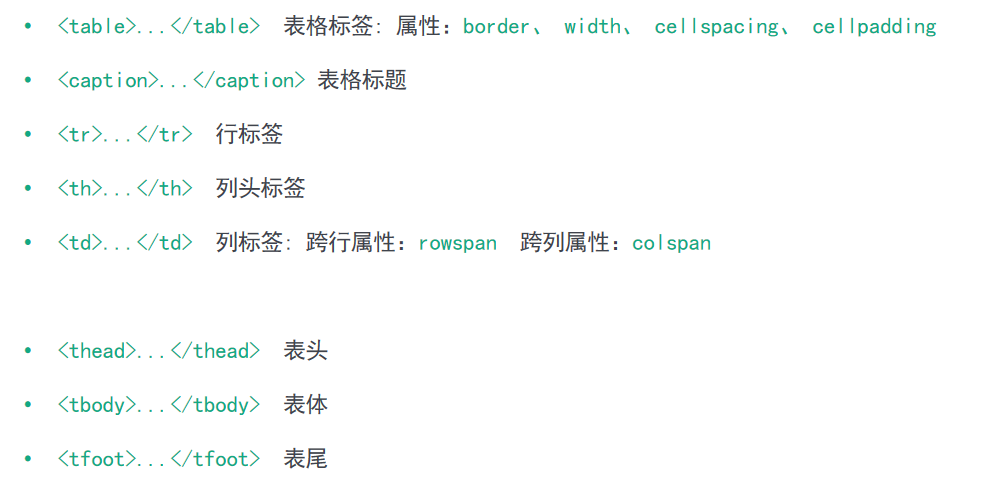 • <table>...</table> 表格标签: 属性：border、 width、 cellspacing、 cellpadding
• <caption>...</caption> 表格标题
• <tr>...</tr> 行标签
• <th>...</th> 列头标签
• <td>...</td> 列标签: 跨行属性：rowspan 跨列属性：colspan
• <thead>...</thead> 表头
• <tbody>...</tbody> 表体
• <tfoot>...</tfoot> 表尾